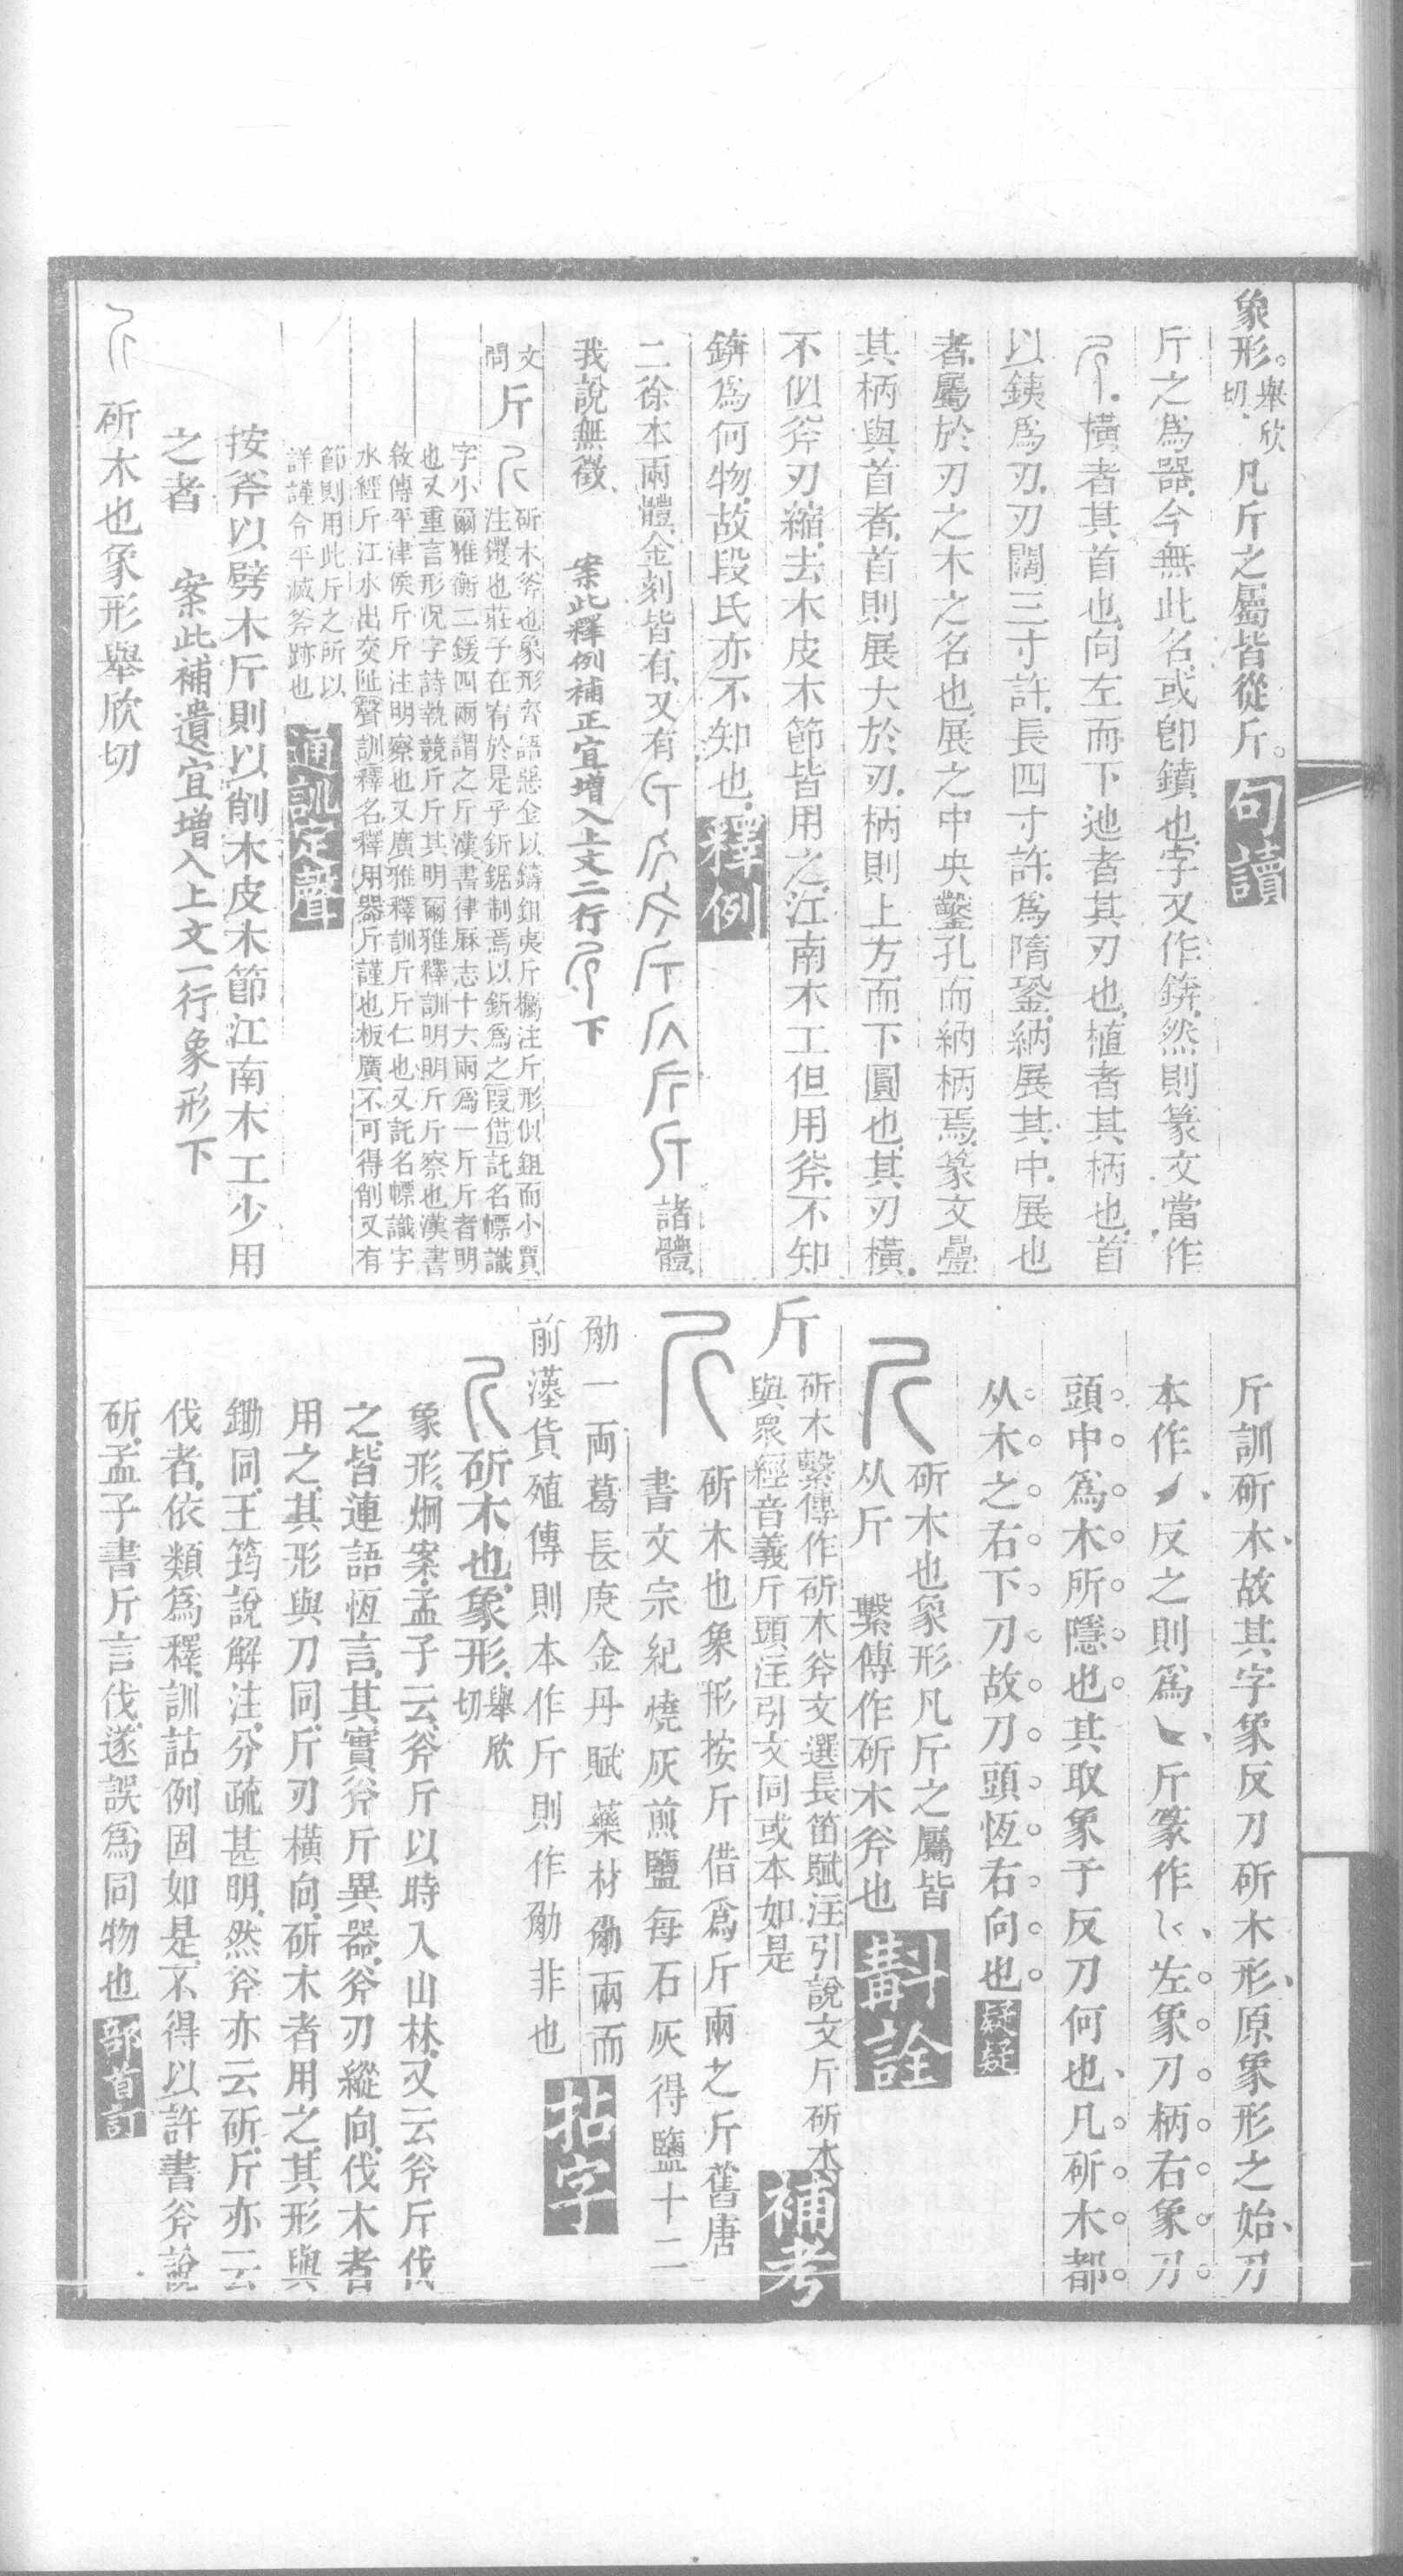 象形。舉欣切 凡斤之屬皆從斤。句讀
斤之爲器。今無此名。或卽鐨也。字又作錛。然則篆文當作
橫者其首也。向左而下迆者其刃也。植者其柄也。首
以鐵爲刃。刃闊三寸許。長四寸許。爲隋銎。納展其中。展也
者。屬於刃之木之名也。展之中央鑿孔而納柄焉。篆文疊
其柄與首者。首則展大於刃。柄則上方而下圓也。其刃橫。
不似斧刃縮。去木皮木節皆用之。江南木工但用斧。不知
錛爲何物。故段氏亦不知也。釋例
二徐本兩體。金刻皆有。又有 諸體
我說無徵 案此釋例補正宜增入上文二行 下
文問 斤
斫木斧也象形齊語惡金以鑄鉏夷斤欘注斤形似鉏而小賈
注钁也莊子在宥於是乎釿鋸制焉以釿爲之叚借託名幖識
字小爾雅衡二鍰四兩謂之斤漢書律厤志十六兩爲一斤斤者明
也又重言形況字詩執競斤斤其明爾雅釋訓明明斤斤察也漢書
敘傳平津侯斤斤注明察也又廣雅釋訓斤斤仁也又託名幖識字
水經斤江水出交阯聲訓釋名釋用器斤謹也板廣不可得削又有
節則用此斤之所以
詳謹令平滅斧跡也 通訓定聲
按斧以劈木斤則以削木皮木節江南木工少用
之者 案此補遺宜增入上文一行象形下
斫木也象形舉欣切
斤訓斫木。故其字象反刀斫木形。原象形之始。刀
本作 反之則爲 斤篆作 左象刀柄右象刀
頭中爲木所隱也其取象于反刀何也。凡斫木都
从木之右下刀故刀頭恆右向也 疑疑
斫木也象形凡斤之屬皆
从斤 繫傳作斫木斧也 斠詮
斤
斫木繫傳作斫木斧文選長笛賦注引說文斤斫木
與衆經音義斤頭注引文同或本如是 補考
斫木也象形按斤借爲斤兩之斤舊唐
書文宗紀燒灰煎鹽每石灰得鹽十二
觔一兩葛長庚金丹賦藥材觔兩而
前漢貨殖傳則本作斤則作觔非也 拈字
斫木也。象形。舉欣切
象形。炯案。孟子云。斧斤以時入山林。又云斧斤伐
之。皆連語恆言。其實斧斤異器。斧刃縱向。伐木者
用之。其形與刀同。斤刃橫向。斫木者用之。其形與
鋤同。王筠說解注。分疏甚明。然斧亦云斫。斤亦云
伐者。依類爲釋。訓詁例固如是。不得以許書斧說
斫。孟子書斤言伐。遂誤爲同物也 部首訂